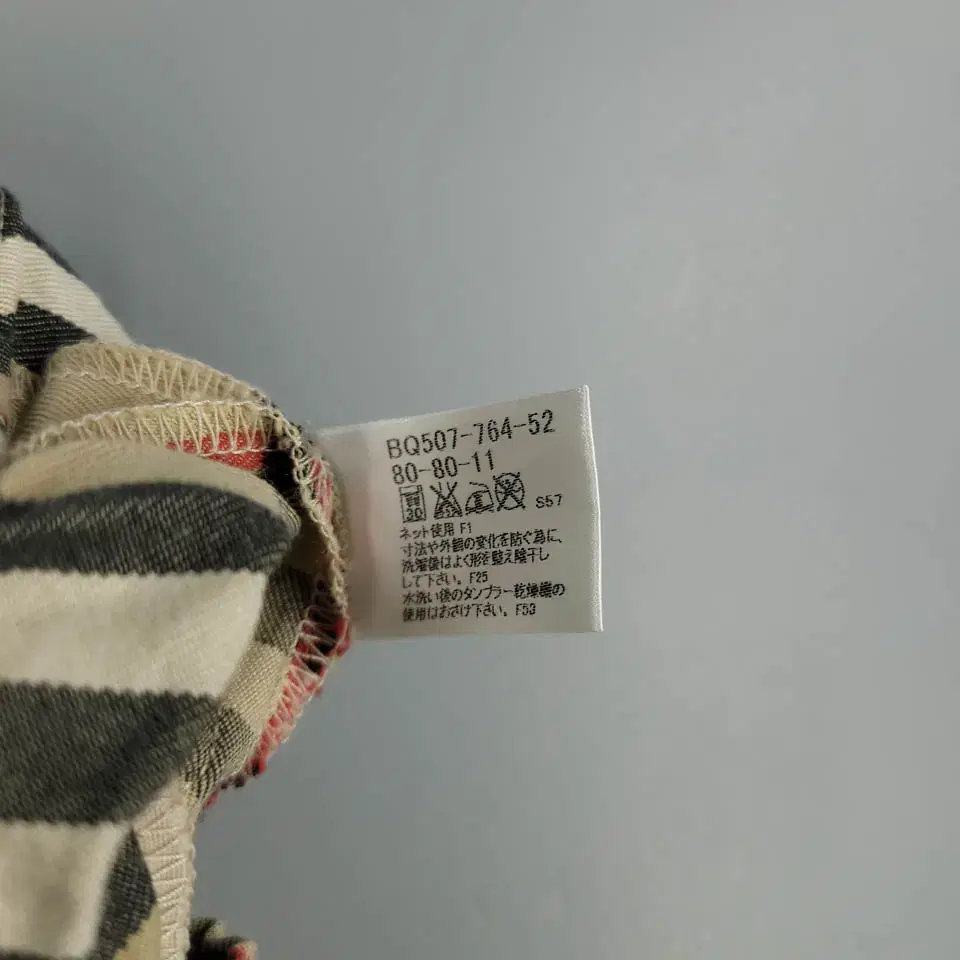 BQ507-764-52
80-80-11
30 S57
ネット使用 F1
寸法や外観の変化を防ぐ為に、
洗濯後はよく形を整え陰干し
して下さい。F25
水洗い後のタンブラー乾燥機の
使用はおさけ下さい。F53